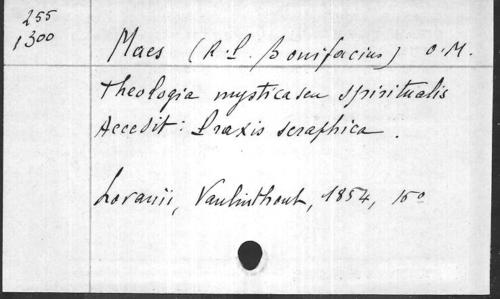 255
1300
Maes (R. P. Bonifacius) O.M.
Theologia mystica seu spiritualis
Accedit: Praxis seraphica.
Lovanii, Vanlinthout, 1854, 16°